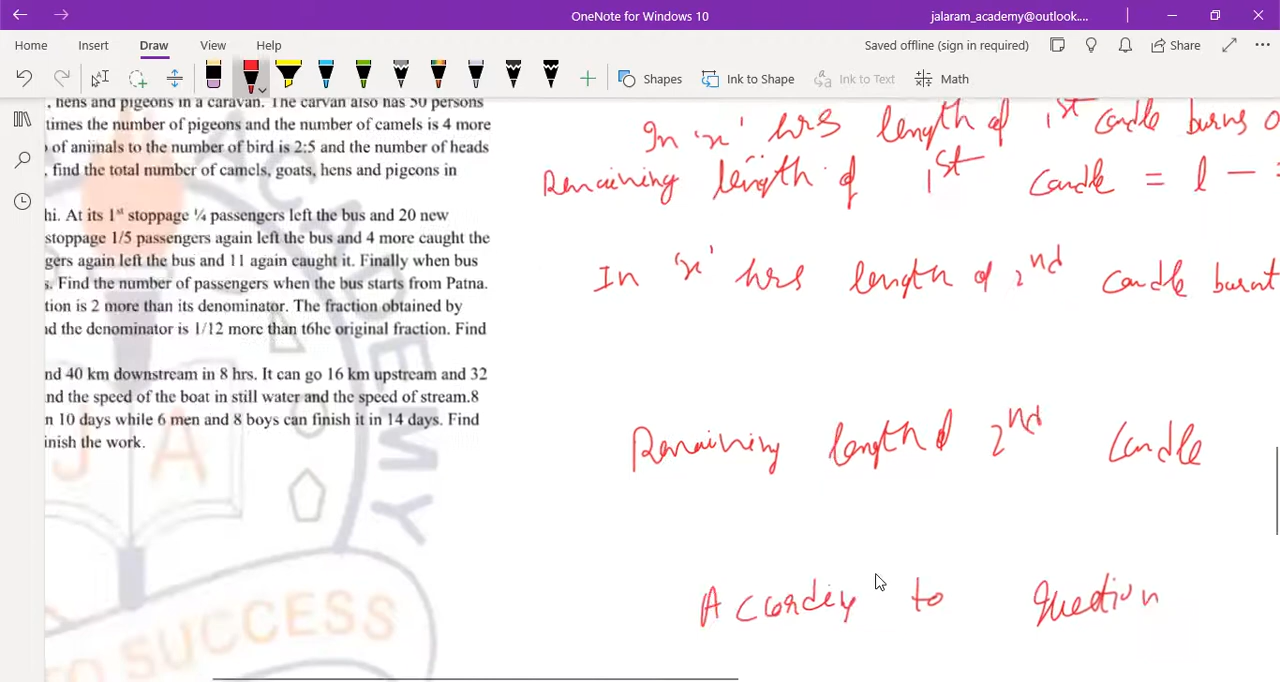 OneNote for Windows 10
jalaram_academy@outlook....
Home Insert Draw View Help
Saved offline (sign in required) Share
Shapes Ink to Shape Ink to Text Math
, hens and pigeons in a caravan. The carvan also has 50 persons
times the number of pigeons and the number of camels is 4 more
of animals to the number of bird is 2:5 and the number of heads
, find the total number of camels, goats, hens and pigeons in
hi. At its 1st stoppage ¼ passengers left the bus and 20 new
stoppage 1/5 passengers again left the bus and 4 more caught the
gers again left the bus and 11 again caught it. Finally when bus
s. Find the number of passengers when the bus starts from Patna.
tion is 2 more than its denominator. The fraction obtained by
nd the denominator is 1/12 more than t6he original fraction. Find
nd 40 km downstream in 8 hrs. It can go 16 km upstream and 32
nd the speed of the boat in still water and the speed of stream.8
n 10 days while 6 men and 8 boys can finish it in 14 days. Find
inish the work.
In 'x' hrs length of 1st candle burns
Remaining length of 1st candle = l -
In 'x' hrs length of 2nd candle burnt
Remaining length of 2nd candle
According to question
ACADEMY
J A
TO SUCCESS